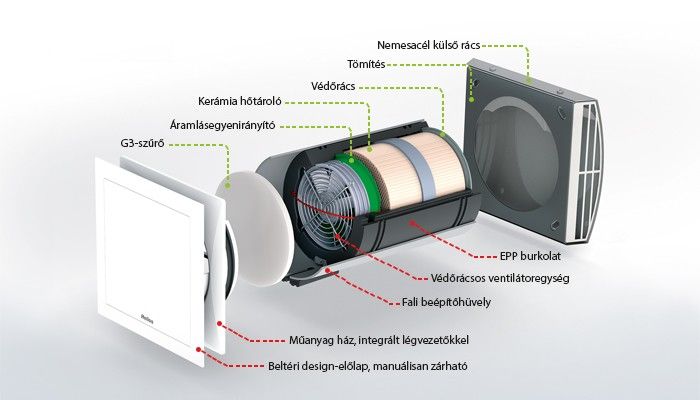 Nemesacél külső rács
Tömítés
Védőrács
Kerámia hőtároló
Áramlásegyenirányító
G3-szűrő
EPP burkolat
Védőrácsos ventilátoregység
Fali beépítőhüvely
Helios
Műanyag ház, integrált légvezetőkkel
Beltéri design-előlap, manuálisan zárható